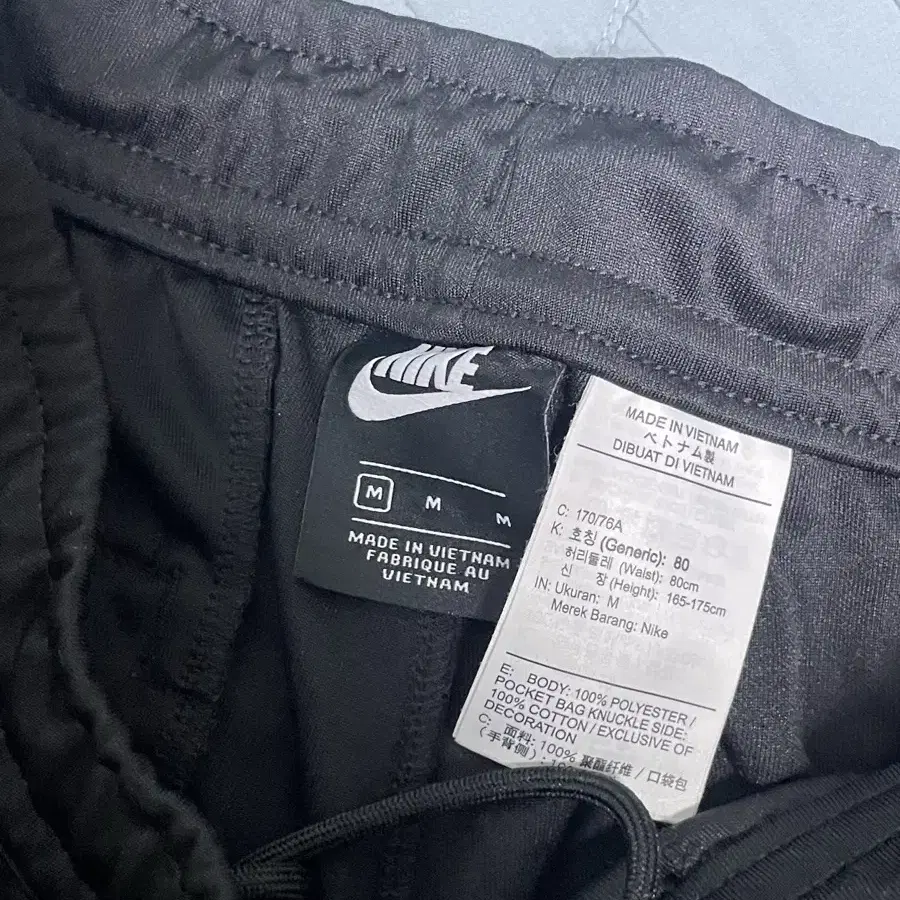 NIKE
M M M
MADE IN VIETNAM
FABRIQUE AU
VIETNAM
MADE IN VIETNAM
ベトナム製
DIBUAT DI VIETNAM
C: 170/76A
K: 호칭 (Generic): 80
허리둘레 (Waist): 80cm
신 장 (Height): 165-175cm
IN: Ukuran: M
Merek Barang: Nike
E: BODY: 100% POLYESTER /
POCKET BAG KNUCKLE SIDE:
100% COTTON / EXCLUSIVE OF
DECORATION
C: 面料: 100% 聚酯纤维 / 口袋包
(手背侧) :